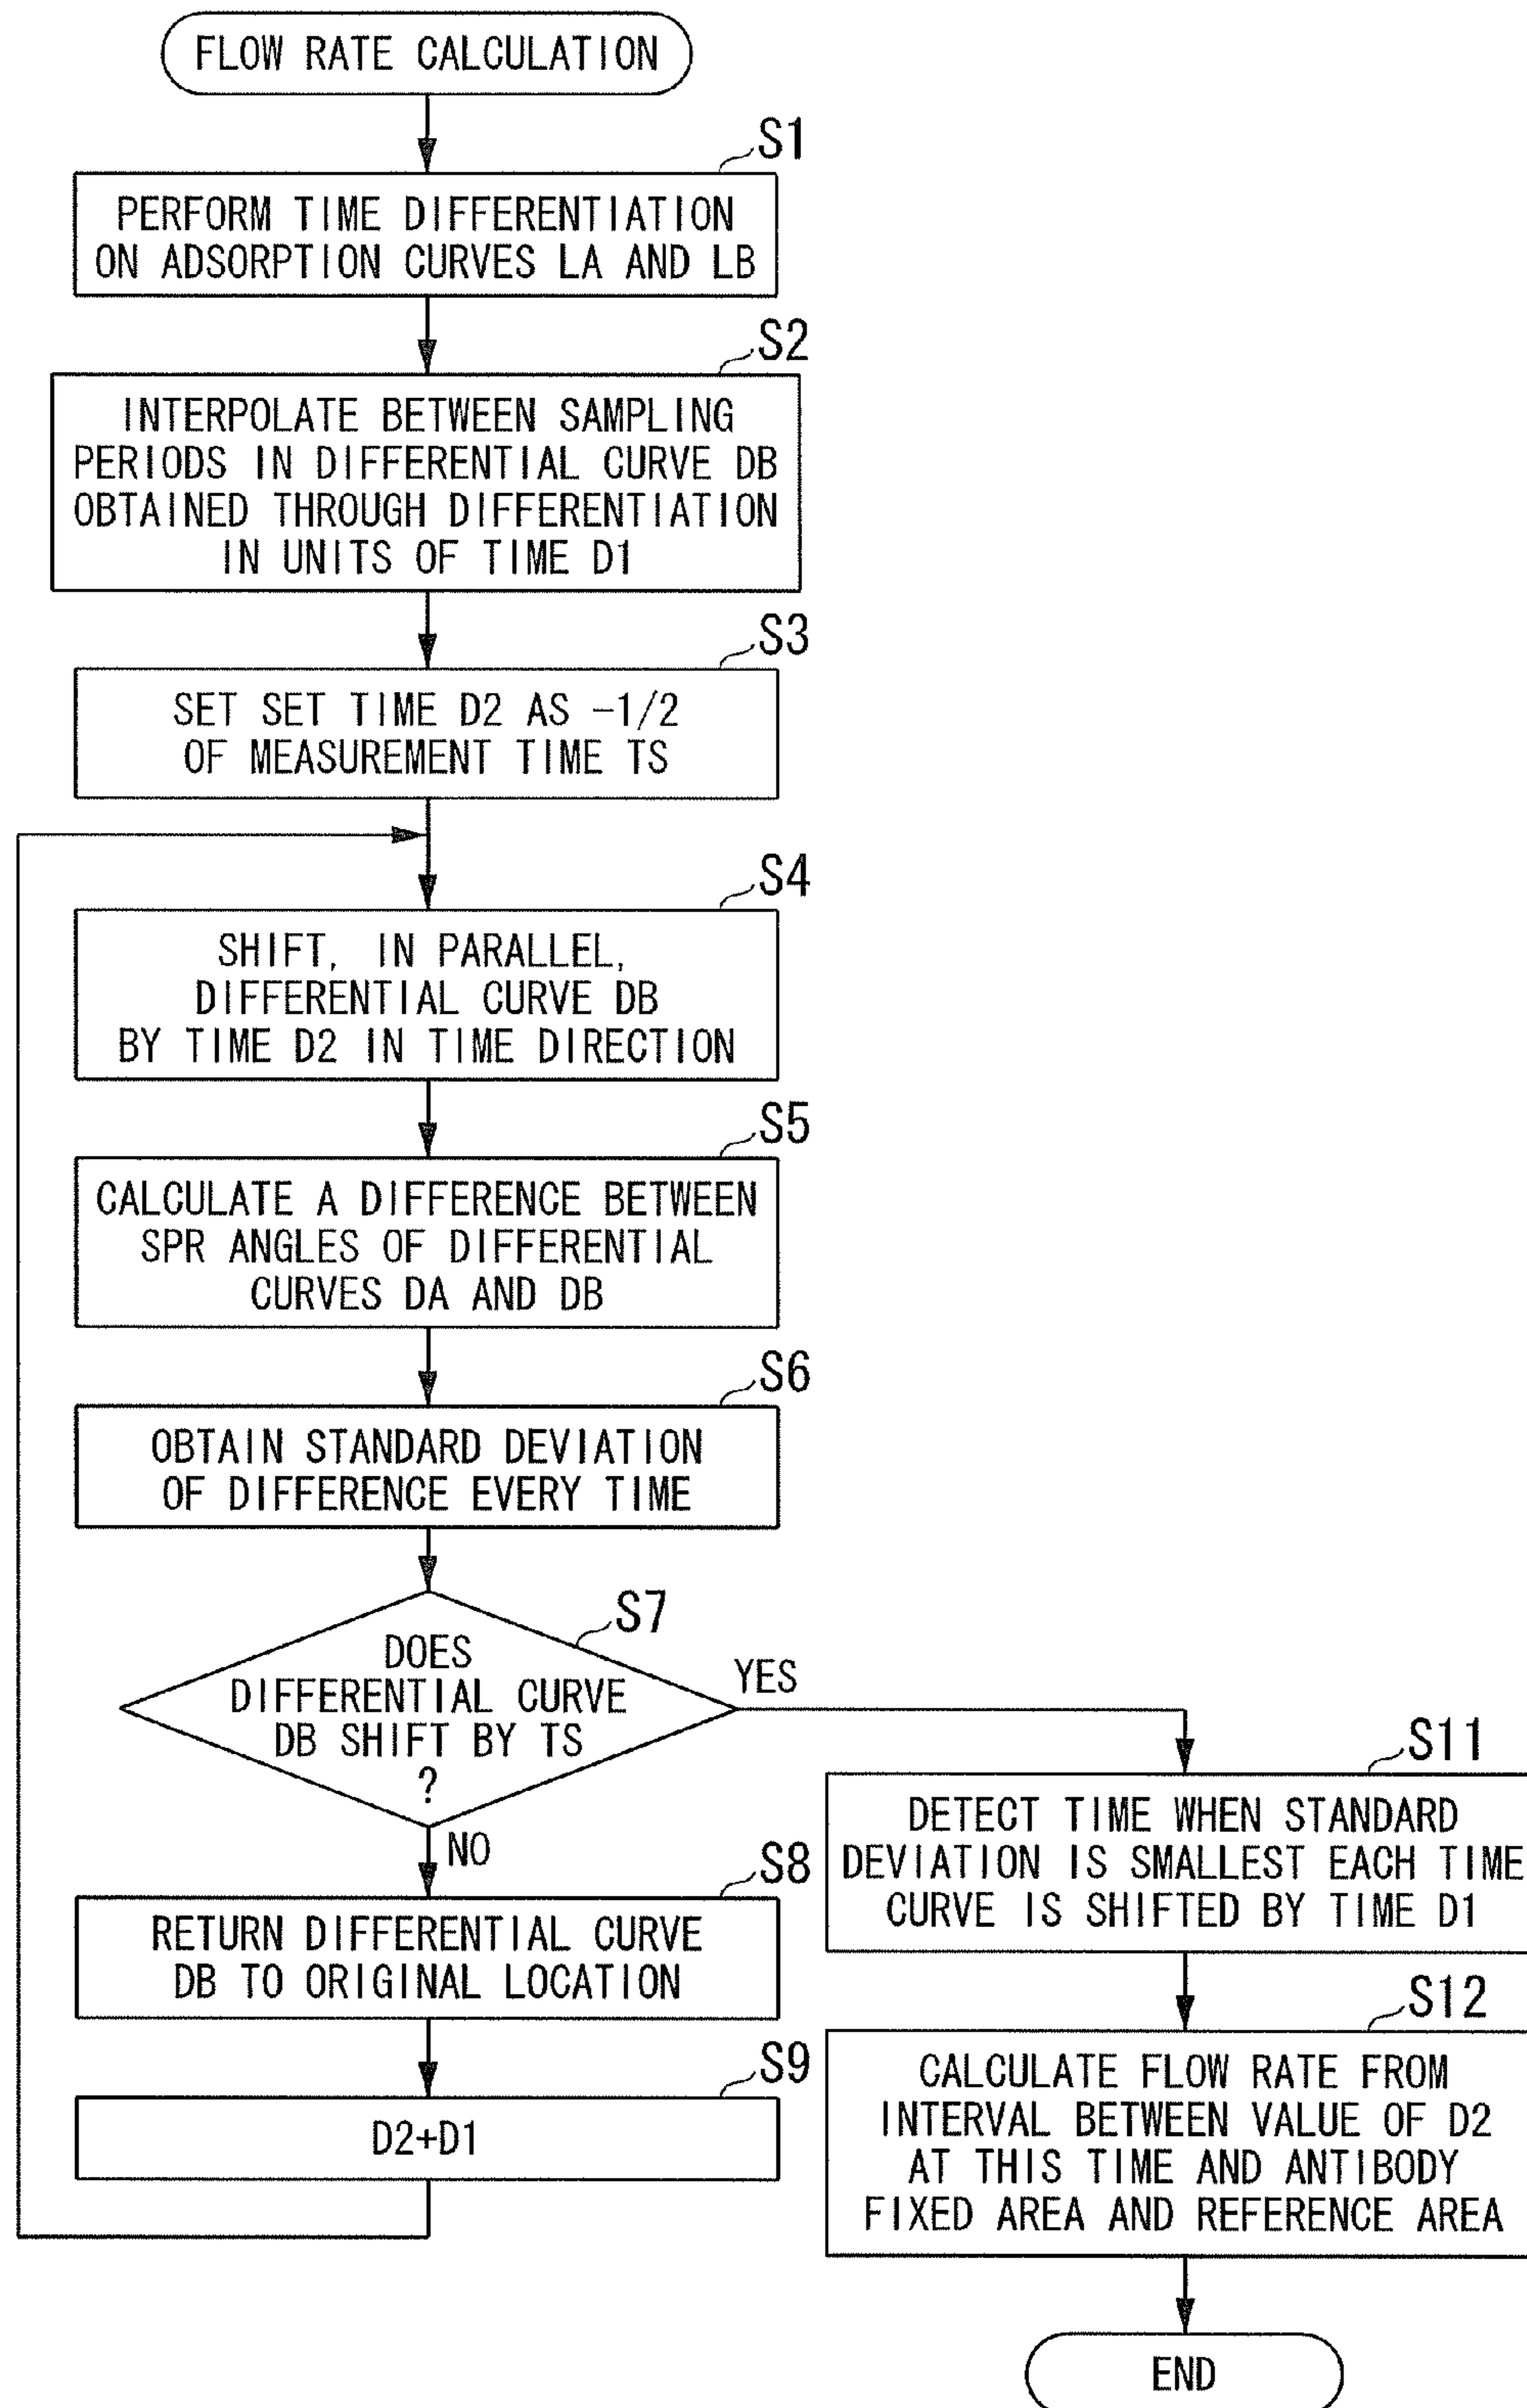 FLOW RATE CALCULATION
S1
PERFORM TIME DIFFERENTIATION
ON ADSORPTION CURVES LA AND LB
S2
INTERPOLATE BETWEEN SAMPLING
PERIODS IN DIFFERENTIAL CURVE DB
OBTAINED THROUGH DIFFERENTIATION
IN UNITS OF TIME D1
S3
SET SET TIME D2 AS -1/2
OF MEASUREMENT TIME TS
S4
SHIFT, IN PARALLEL,
DIFFERENTIAL CURVE DB
BY TIME D2 IN TIME DIRECTION
S5
CALCULATE A DIFFERENCE BETWEEN
SPR ANGLES OF DIFFERENTIAL
CURVES DA AND DB
S6
OBTAIN STANDARD DEVIATION
OF DIFFERENCE EVERY TIME
S7
DOES
DIFFERENTIAL CURVE
DB SHIFT BY TS
?
YES
NO
S8
RETURN DIFFERENTIAL CURVE
DB TO ORIGINAL LOCATION
S9
D2+D1
S11
DETECT TIME WHEN STANDARD
DEVIATION IS SMALLEST EACH TIME
CURVE IS SHIFTED BY TIME D1
S12
CALCULATE FLOW RATE FROM
INTERVAL BETWEEN VALUE OF D2
AT THIS TIME AND ANTIBODY
FIXED AREA AND REFERENCE AREA
END